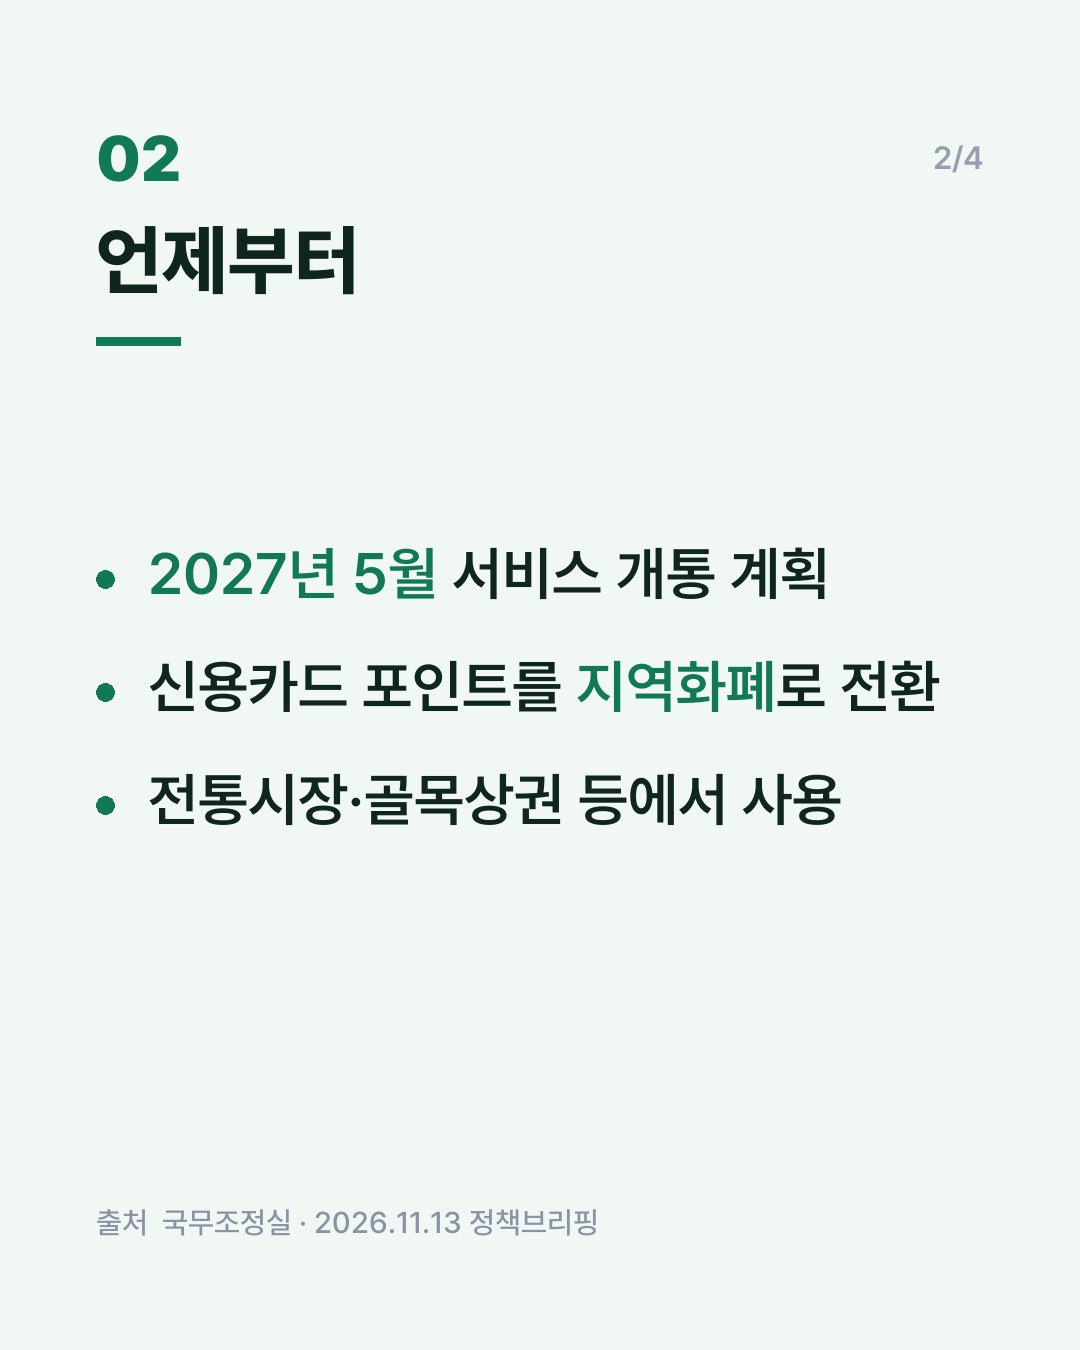 02
2/4
언제부터
2027년 5월 서비스 개통 계획
신용카드 포인트를 지역화폐로 전환
전통시장·골목상권 등에서 사용
출처 국무조정실 · 2026.11.13 정책브리핑